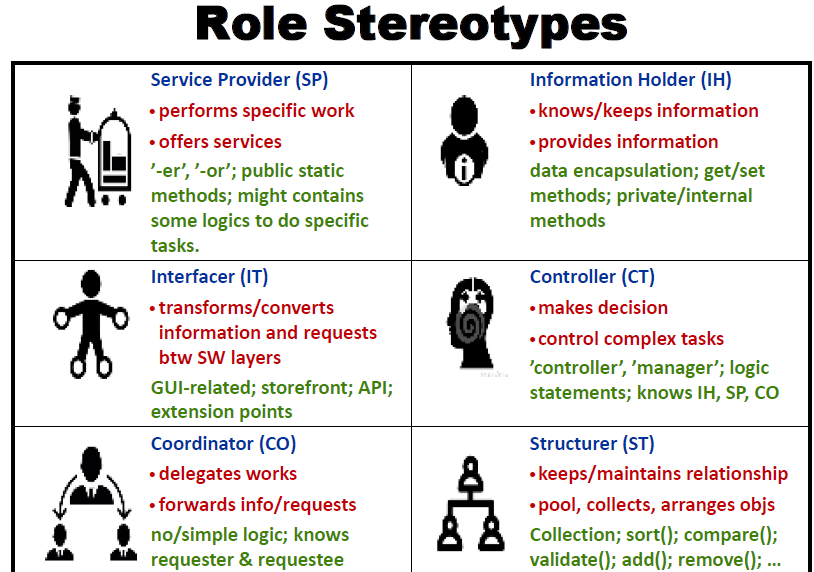 Role Stereotypes
Service Provider (SP)
•performs specific work
•offers services
’-er’, ’-or’; public static
methods; might contains
some logics to do specific
tasks.
Information Holder (IH)
•knows/keeps information
•provides information
data encapsulation; get/set
methods; private/internal
methods
Interfacer (IT)
•transforms/converts
information and requests
btw SW layers
GUI-related; storefront; API;
extension points
Controller (CT)
•makes decision
•control complex tasks
’controller’, ’manager’; logic
statements; knows IH, SP, CO
Coordinator (CO)
•delegates works
•forwards info/requests
no/simple logic; knows
requester & requestee
Structurer (ST)
•keeps/maintains relationship
•pool, collects, arranges objs
Collection; sort(); compare();
validate(); add(); remove(); ...